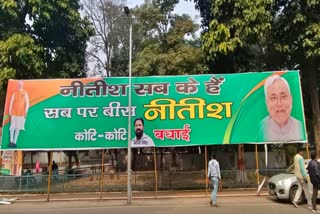 नीतीश सब के हैं
सब पर बीस नीतीश
कोटि-कोटि बधाई